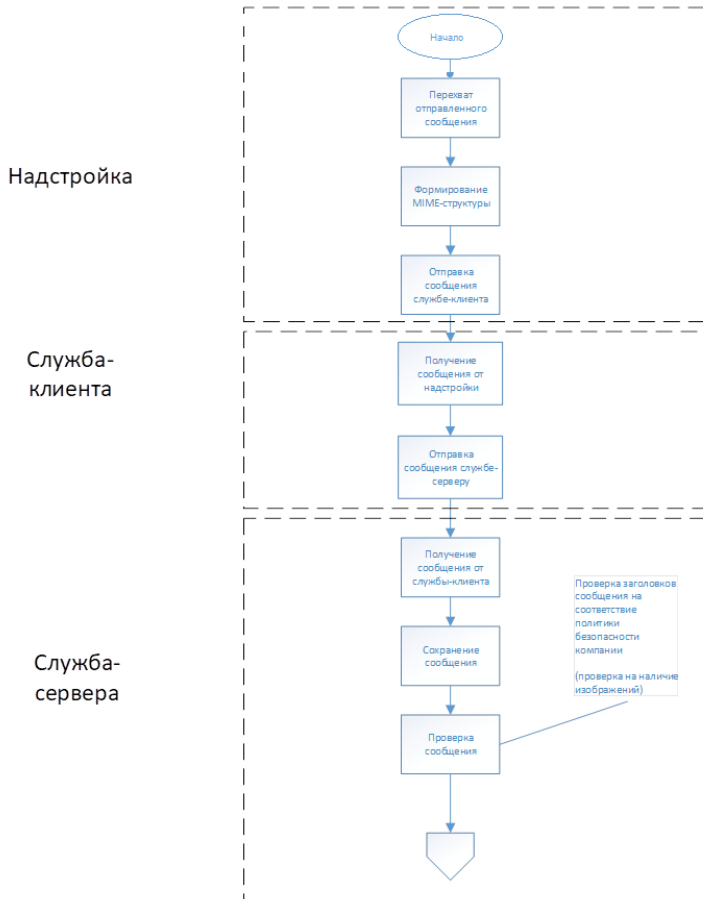 Начало
Перехват
отправленного
сообщения
Надстройка
Формирование
MIME-структуры
Отправка
сообщения
службе-клиента
Служба-
клиента
Получение
сообщения от
надстройки
Отправка
сообщения службе-
серверу
Получение
сообщения от
службы-клиента
Проверка заголовков
сообщения на
соответствие
политики
безопасности
компании
(проверка на наличие
изображений)
Служба-
сервера
Сохранение
сообщения
Проверка
сообщения